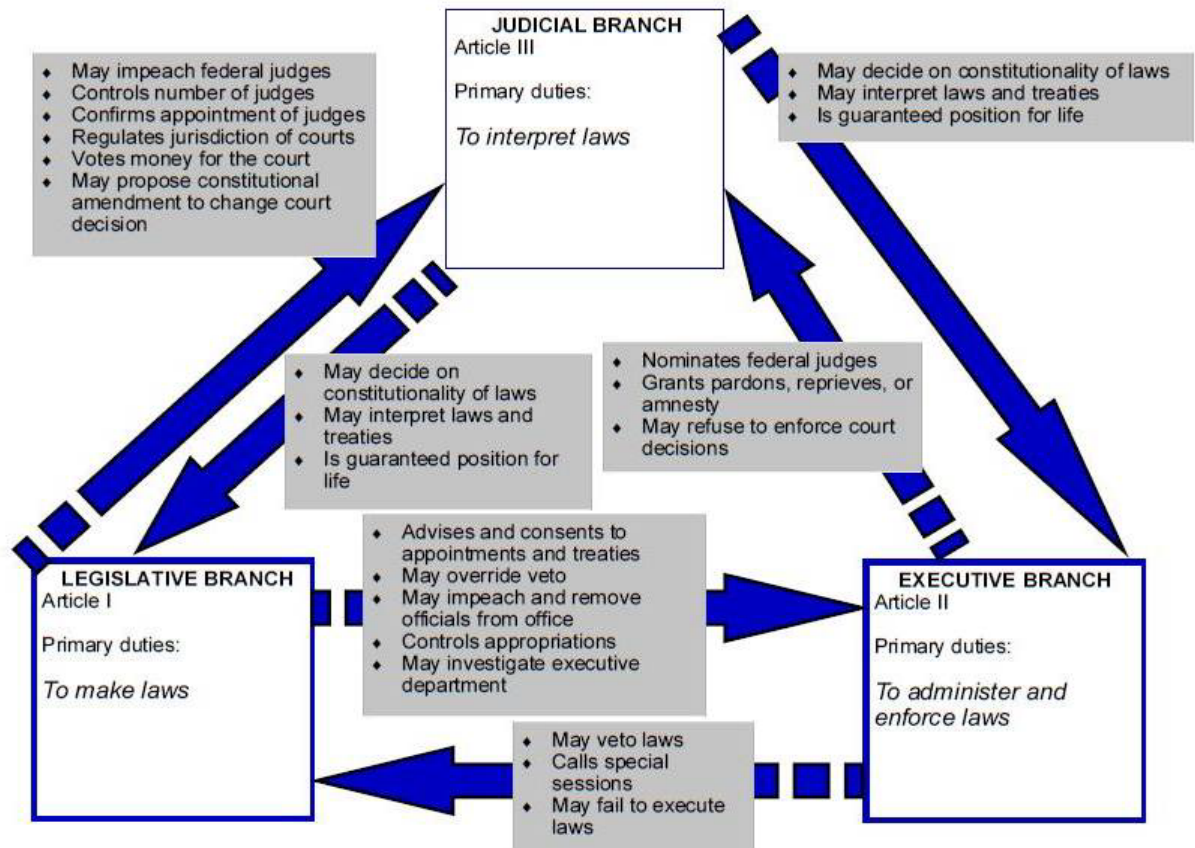 JUDICIAL BRANCH
Article III
Primary duties:
To interpret laws
♦ May impeach federal judges
♦ Controls number of judges
♦ Confirms appointment of judges
♦ Regulates jurisdiction of courts
♦ Votes money for the court
♦ May propose constitutional
amendment to change court
decision
♦ May decide on constitutionality of laws
♦ May interpret laws and treaties
♦ Is guaranteed position for life
♦ May decide on
constitutionality of laws
♦ May interpret laws and
treaties
♦ Is guaranteed position for
life
♦ Nominates federal judges
♦ Grants pardons, reprieves, or
amnesty
♦ May refuse to enforce court
decisions
LEGISLATIVE BRANCH
Article I
Primary duties:
To make laws
♦ Advises and consents to
appointments and treaties
♦ May override veto
♦ May impeach and remove
officials from office
♦ Controls appropriations
♦ May investigate executive
department
EXECUTIVE BRANCH
Article II
Primary duties:
To administer and
enforce laws
♦ May veto laws
♦ Calls special
sessions
♦ May fail to execute
laws